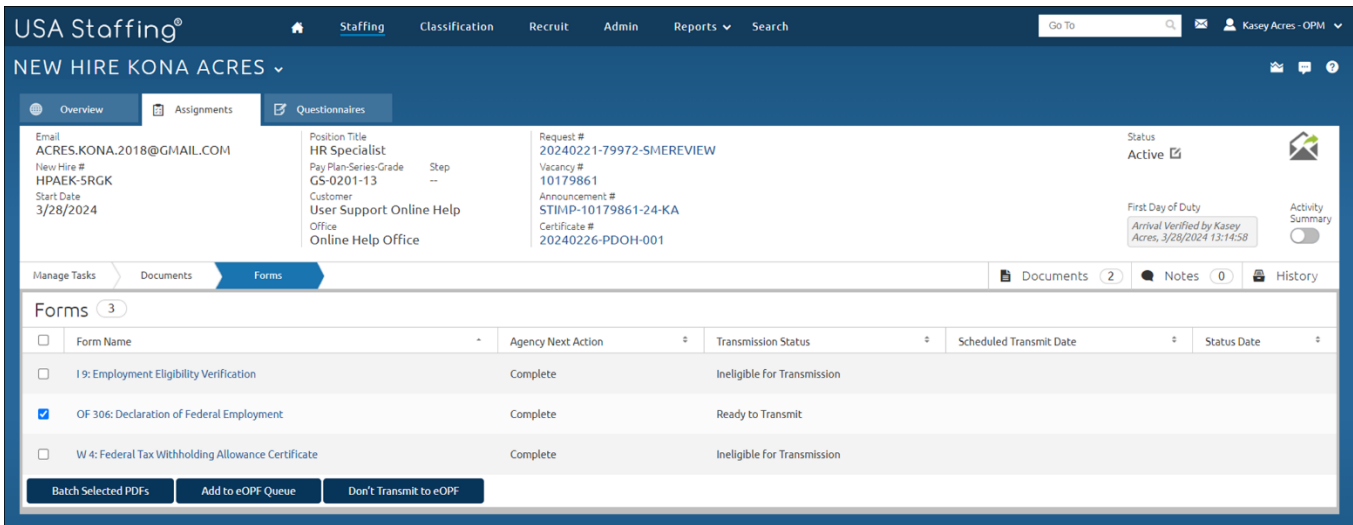 USA Staffing®
Staffing Classification Recruit Admin Reports Search
Go To
Kasey Acres - OPM
NEW HIRE KONA ACRES
Overview Assignments Questionnaires
Email
ACRES.KONA.2018@GMAIL.COM
New Hire #
HPAEK-5RGK
Start Date
3/28/2024
Position Title
HR Specialist
Pay Plan-Series-Grade Step
GS-0201-13 --
Customer
User Support Online Help
Office
Online Help Office
Request #
20240221-79972-SMEREVIEW
Vacancy #
10179861
Announcement #
STIMP-10179861-24-KA
Certificate #
20240226-PDOH-001
Status
Active
First Day of Duty
Arrival Verified by Kasey
Acres, 3/28/2024 13:14:58
Activity
Summary
Manage Tasks Documents Forms
Documents 2 Notes 0 History
Forms 3
Form Name Agency Next Action Transmission Status Scheduled Transmit Date Status Date
I 9: Employment Eligibility Verification Complete Ineligible for Transmission
OF 306: Declaration of Federal Employment Complete Ready to Transmit
W 4: Federal Tax Withholding Allowance Certificate Complete Ineligible for Transmission
Batch Selected PDFs Add to eOPF Queue Don't Transmit to eOPF